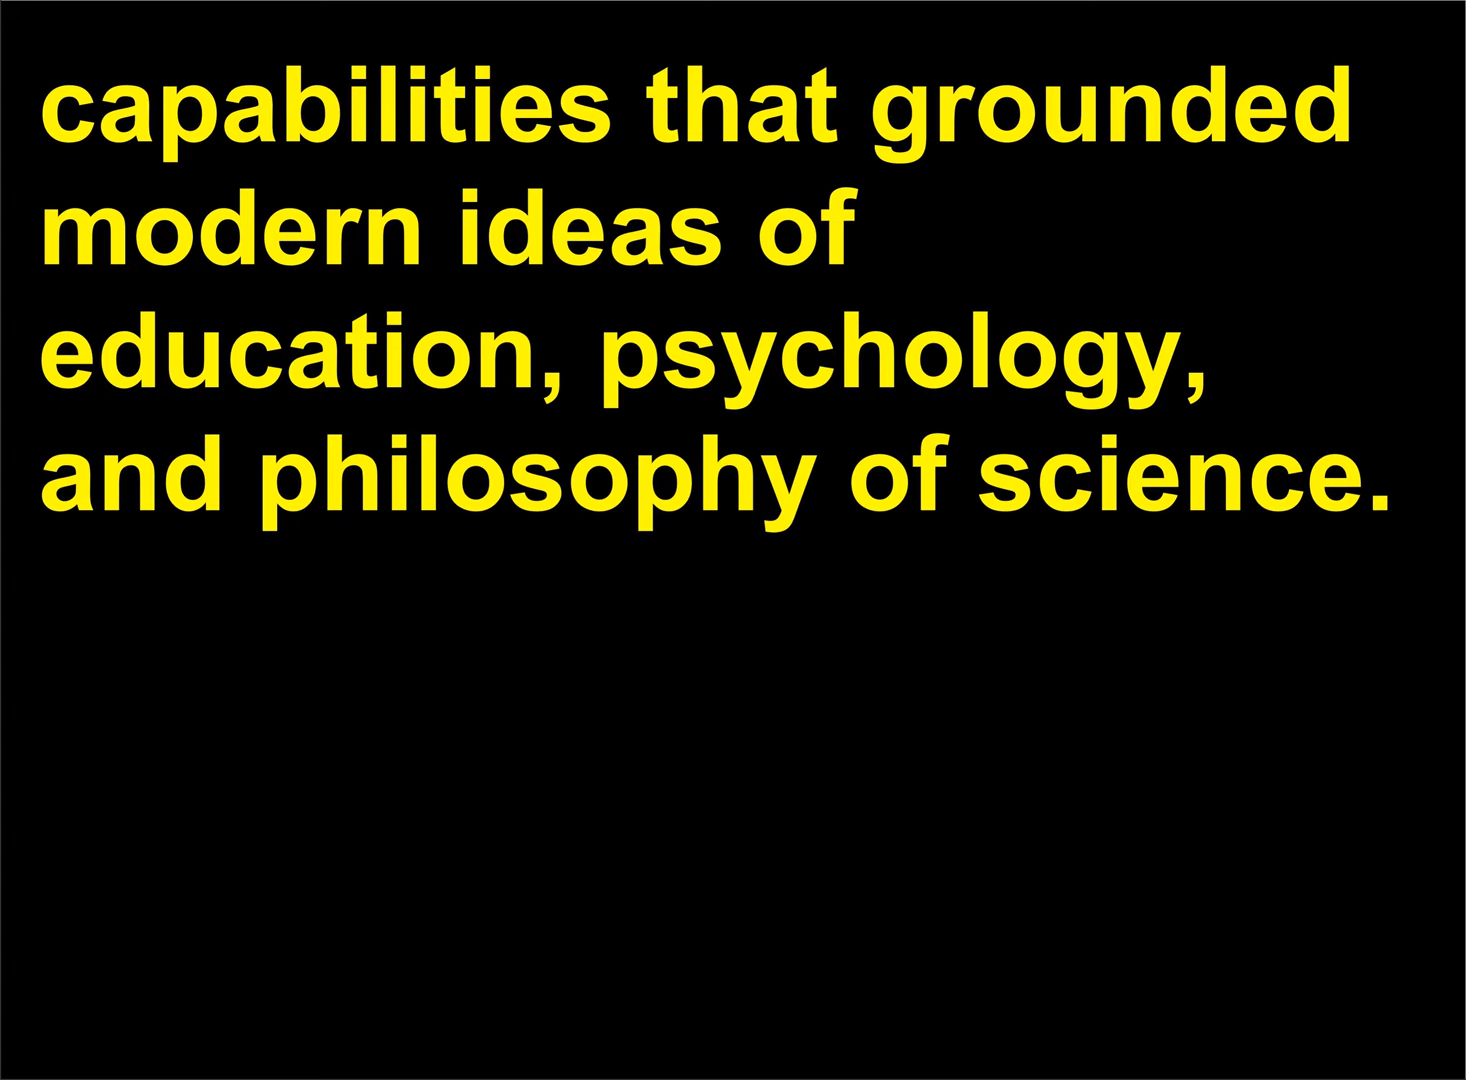 capabilities that grounded
modern ideas of
education, psychology,
and philosophy of science.